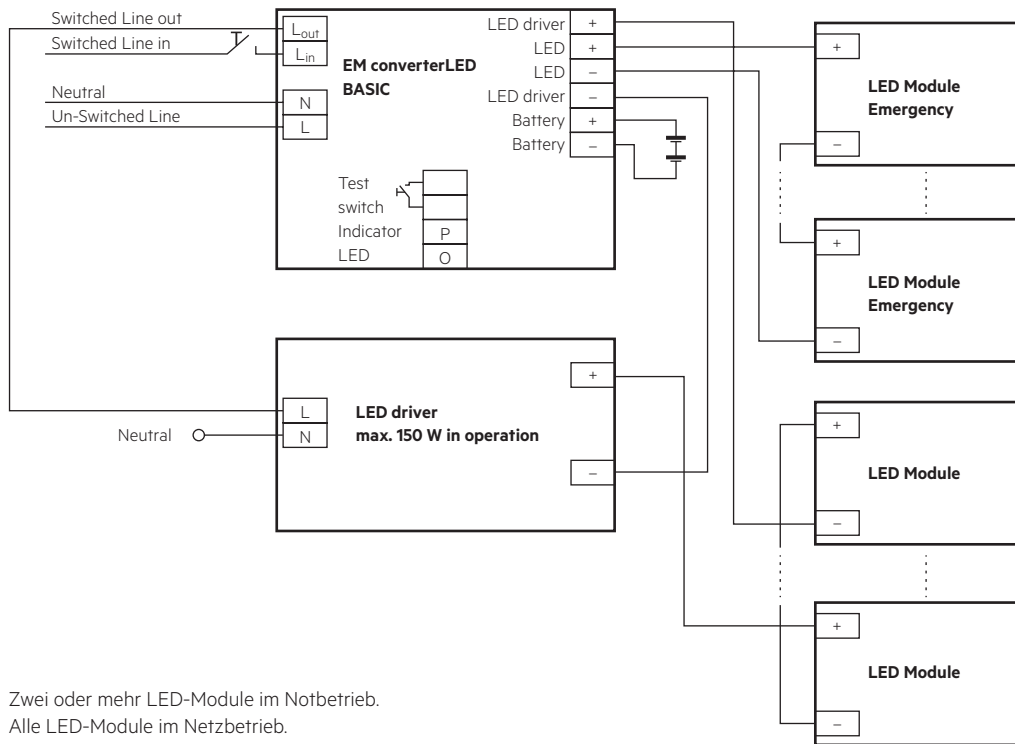 Switched Line out
Switched Line in
Neutral
Un-Switched Line
Lout
Lin
N
L
EM converterLED
BASIC
LED driver +
LED +
LED –
LED driver –
Battery +
Battery –
Test
switch
Indicator P
LED O
+
LED Module
Emergency
–
+
LED Module
Emergency
–
L
Neutral N
LED driver
max. 150 W in operation
+
–
+
LED Module
–
+
LED Module
–
Zwei oder mehr LED-Module im Notbetrieb.
Alle LED-Module im Netzbetrieb.